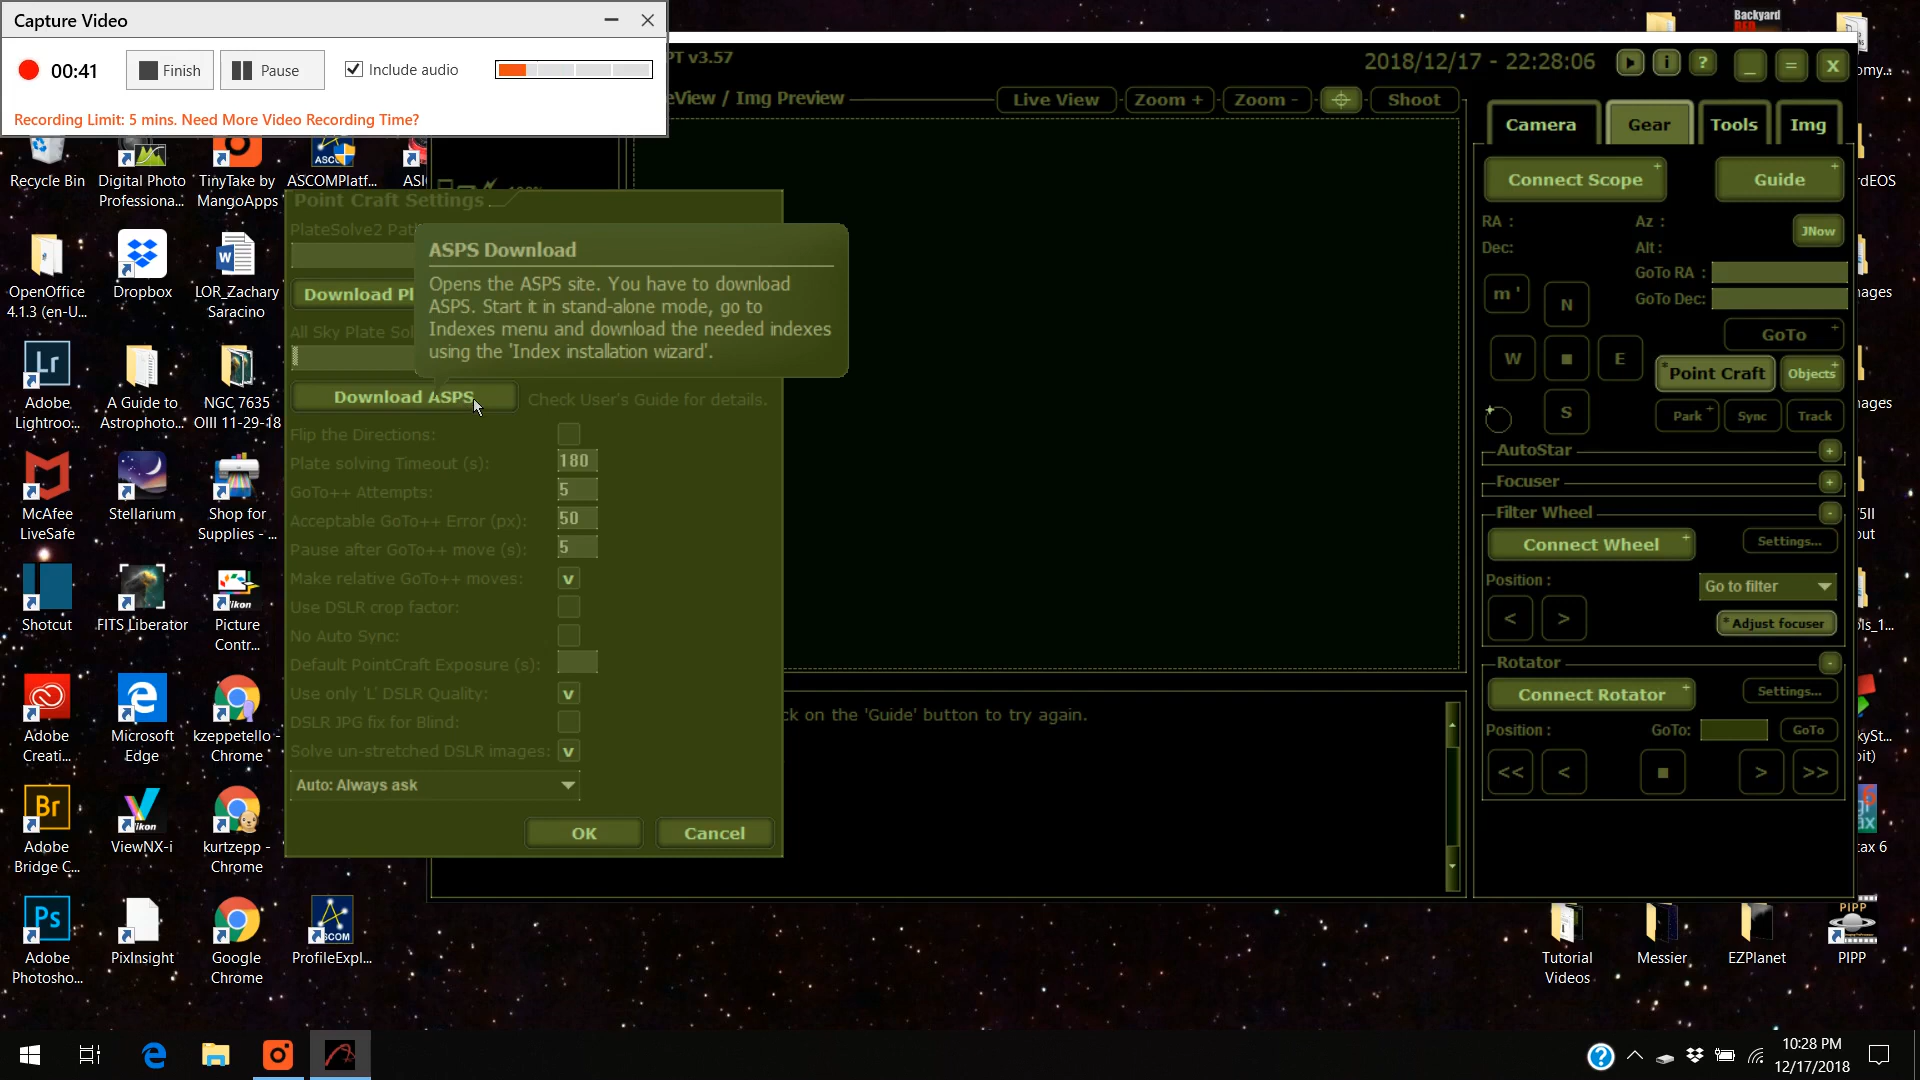 Capture Video
00:41
Finish
Pause
Include audio
Recording Limit: 5 mins. Need More Video Recording Time?
PT v3.57
2018/12/17 - 22:28:06
i
?
_
=
X
eView / Img Preview
Live View
Zoom +
Zoom -
Shoot
Camera
Gear
Tools
Img
Connect Scope
Guide
RA :
Az :
JNow
Dec:
Alt :
GoTo RA :
GoTo Dec:
m '
N
GoTo
W
E
*Point Craft
Objects
S
Park
Sync
Track
AutoStar
Focuser
Filter Wheel
Connect Wheel
Settings...
Position :
Go to filter
<
>
* Adjust focuser
Rotator
Connect Rotator
Settings...
Position :
GoTo:
GoTo
<<
<
>
>>
Point Craft Settings
PlateSolve2 Pat
Download Pl
All Sky Plate Sol
ASPS Download
Opens the ASPS site. You have to download
ASPS. Start it in stand-alone mode, go to
Indexes menu and download the needed indexes
using the 'Index installation wizard'.
Download ASPS
Check User's Guide for details.
Flip the Directions:
Plate solving Timeout (s): 180
GoTo++ Attempts: 5
Acceptable GoTo++ Error (px): 50
Pause after GoTo++ move (s): 5
Make relative GoTo++ moves: v
Use DSLR crop factor:
No Auto Sync:
Default PointCraft Exposure (s):
Use only 'L' DSLR Quality: v
DSLR JPG fix for Blind:
Solve un-stretched DSLR images: v
Auto: Always ask
OK
Cancel
ck on the 'Guide' button to try again.
Recycle Bin
Digital Photo
Professiona...
TinyTake by
MangoApps
ASCOMPlatf...
OpenOffice
4.1.3 (en-U...
Dropbox
LOR_Zachary
Saracino
Adobe
Lightroo...
A Guide to
Astrophoto...
NGC 7635
OIII 11-29-18
McAfee
LiveSafe
Stellarium
Shop for
Supplies - ...
Shotcut
FITS Liberator
Picture
Contr...
Adobe
Creati...
Microsoft
Edge
kzeppetello -
Chrome
Adobe
Bridge C...
ViewNX-i
kurtzepp -
Chrome
Adobe
Photosho...
PixInsight
Google
Chrome
ProfileExpl...
Backyard
omy...
rdEOS
ages
ages
Tutorial
Videos
Messier
EZPlanet
PIPP
PIPP
10:28 PM
12/17/2018